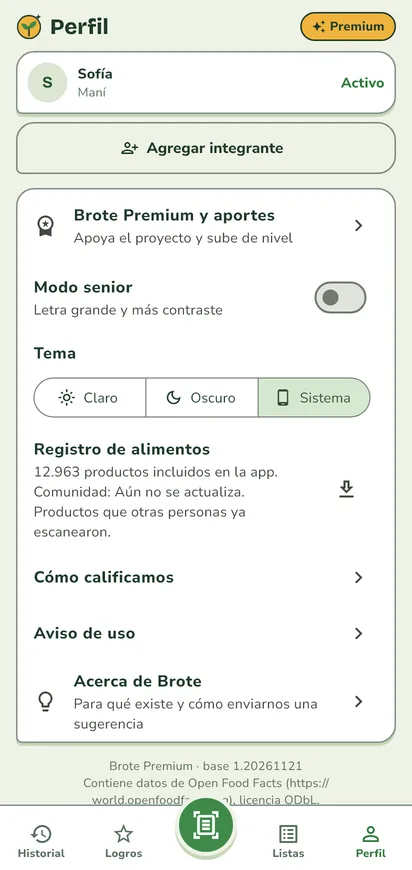 Perfil
Premium
S
Sofía
Maní
Activo
Agregar integrante
Brote Premium y aportes
Apoya el proyecto y sube de nivel
Modo senior
Letra grande y más contraste
Tema
Claro
Oscuro
Sistema
Registro de alimentos
12.963 productos incluidos en la app.
Comunidad: Aún no se actualiza.
Productos que otras personas ya
escanearon.
Cómo calificamos
Aviso de uso
Acerca de Brote
Para qué existe y cómo enviarnos una
sugerencia
Brote Premium · base 1.20261121
Contiene datos de Open Food Facts (https://
licencia ODbL.
Historial
Logros
Listas
Perfil